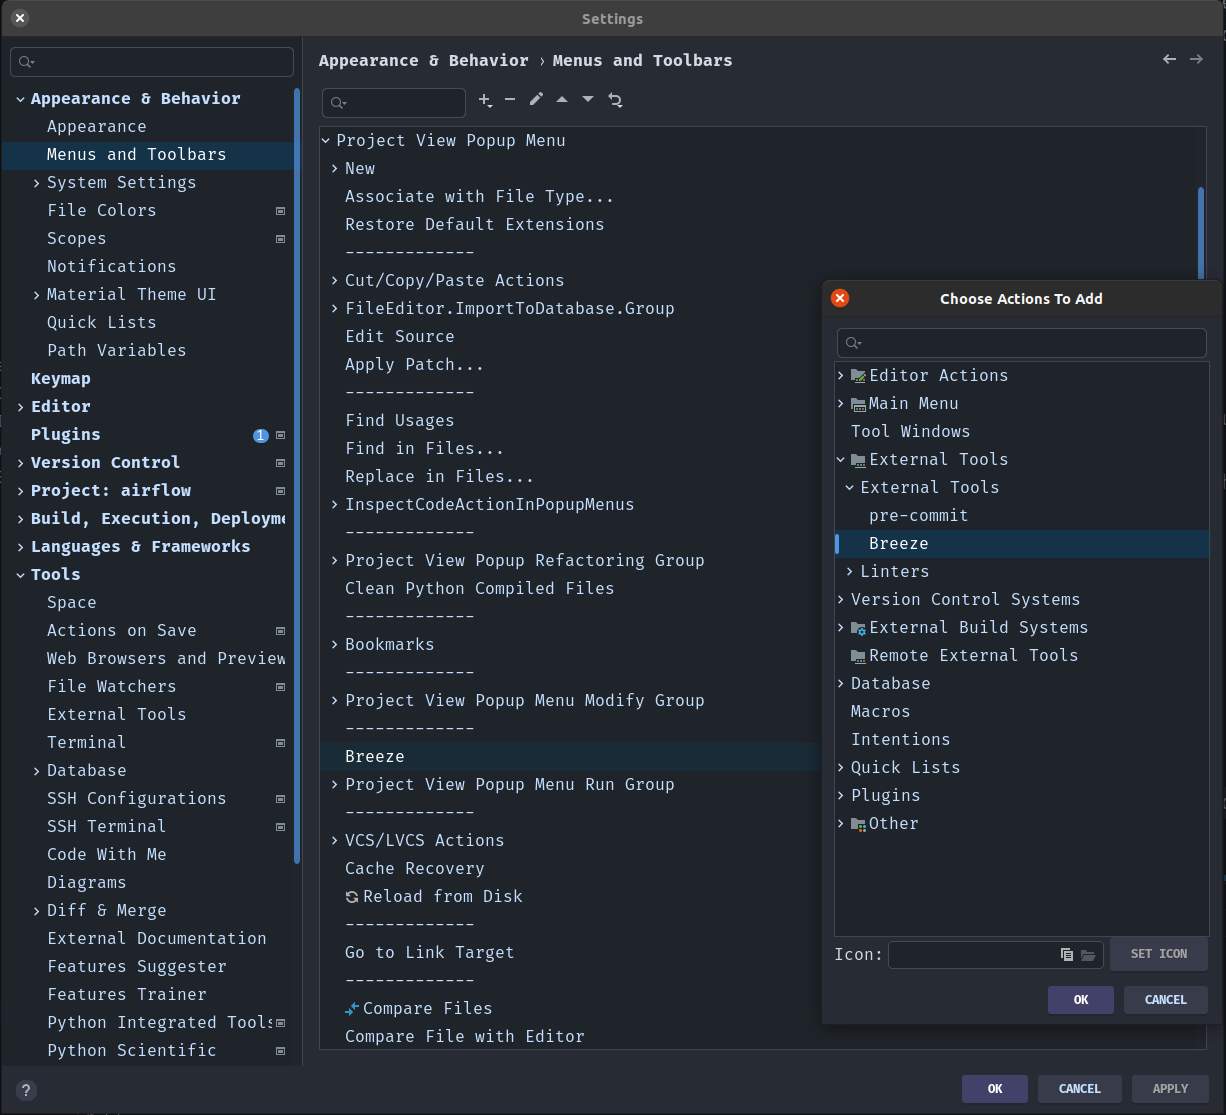 Settings
Appearance & Behavior
Appearance
Menus and Toolbars
System Settings
File Colors
Scopes
Notifications
Material Theme UI
Quick Lists
Path Variables
Keymap
Editor
Plugins 1
Version Control
Project: airflow
Build, Execution, Deployme
Languages & Frameworks
Tools
Space
Actions on Save
Web Browsers and Preview
File Watchers
External Tools
Terminal
Database
SSH Configurations
SSH Terminal
Code With Me
Diagrams
Diff & Merge
External Documentation
Features Suggester
Features Trainer
Python Integrated Tools
Python Scientific
?
Appearance & Behavior › Menus and Toolbars
Project View Popup Menu
New
Associate with File Type...
Restore Default Extensions
-------------
Cut/Copy/Paste Actions
FileEditor.ImportToDatabase.Group
Edit Source
Apply Patch...
-------------
Find Usages
Find in Files...
Replace in Files...
InspectCodeActionInPopupMenus
-------------
Project View Popup Refactoring Group
Clean Python Compiled Files
-------------
Bookmarks
-------------
Project View Popup Menu Modify Group
-------------
Breeze
Project View Popup Menu Run Group
-------------
VCS/LVCS Actions
Cache Recovery
Reload from Disk
-------------
Go to Link Target
-------------
Compare Files
Compare File with Editor
Choose Actions To Add
Editor Actions
Main Menu
Tool Windows
External Tools
External Tools
pre-commit
Breeze
Linters
Version Control Systems
External Build Systems
Remote External Tools
Database
Macros
Intentions
Quick Lists
Plugins
Other
Icon:
SET ICON
OK
CANCEL
OK
CANCEL
APPLY